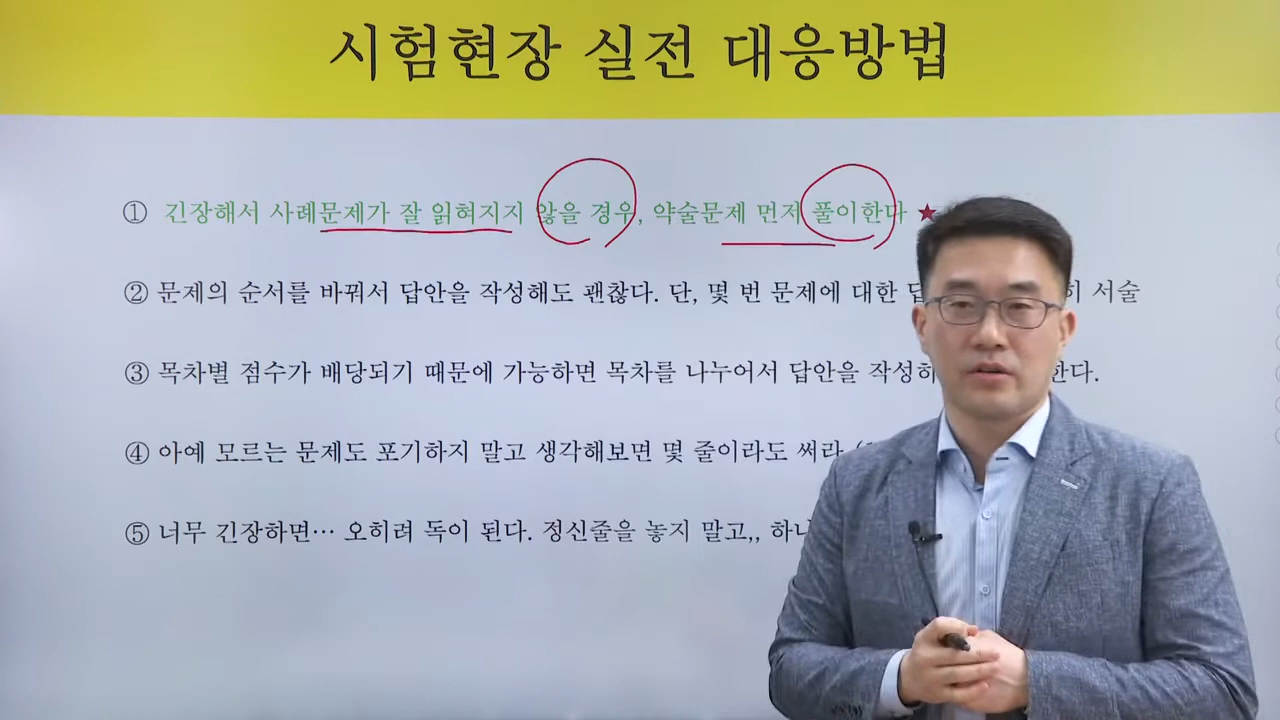 시험현장 실전 대응방법
① 긴장해서 사례문제가 잘 읽혀지지 않을 경우, 약술문제 먼저 풀이한다 ★
② 문제의 순서를 바꿔서 답안을 작성해도 괜찮다. 단, 몇 번 문제에 대한 서술
③ 목차별 점수가 배당되기 때문에 가능하면 목차를 나누어서 답안을 한다.
④ 아예 모르는 문제도 포기하지 말고 생각해보면 몇 줄이라도 써라
⑤ 너무 긴장하면… 오히려 독이 된다. 정신줄을 놓지 말고,,